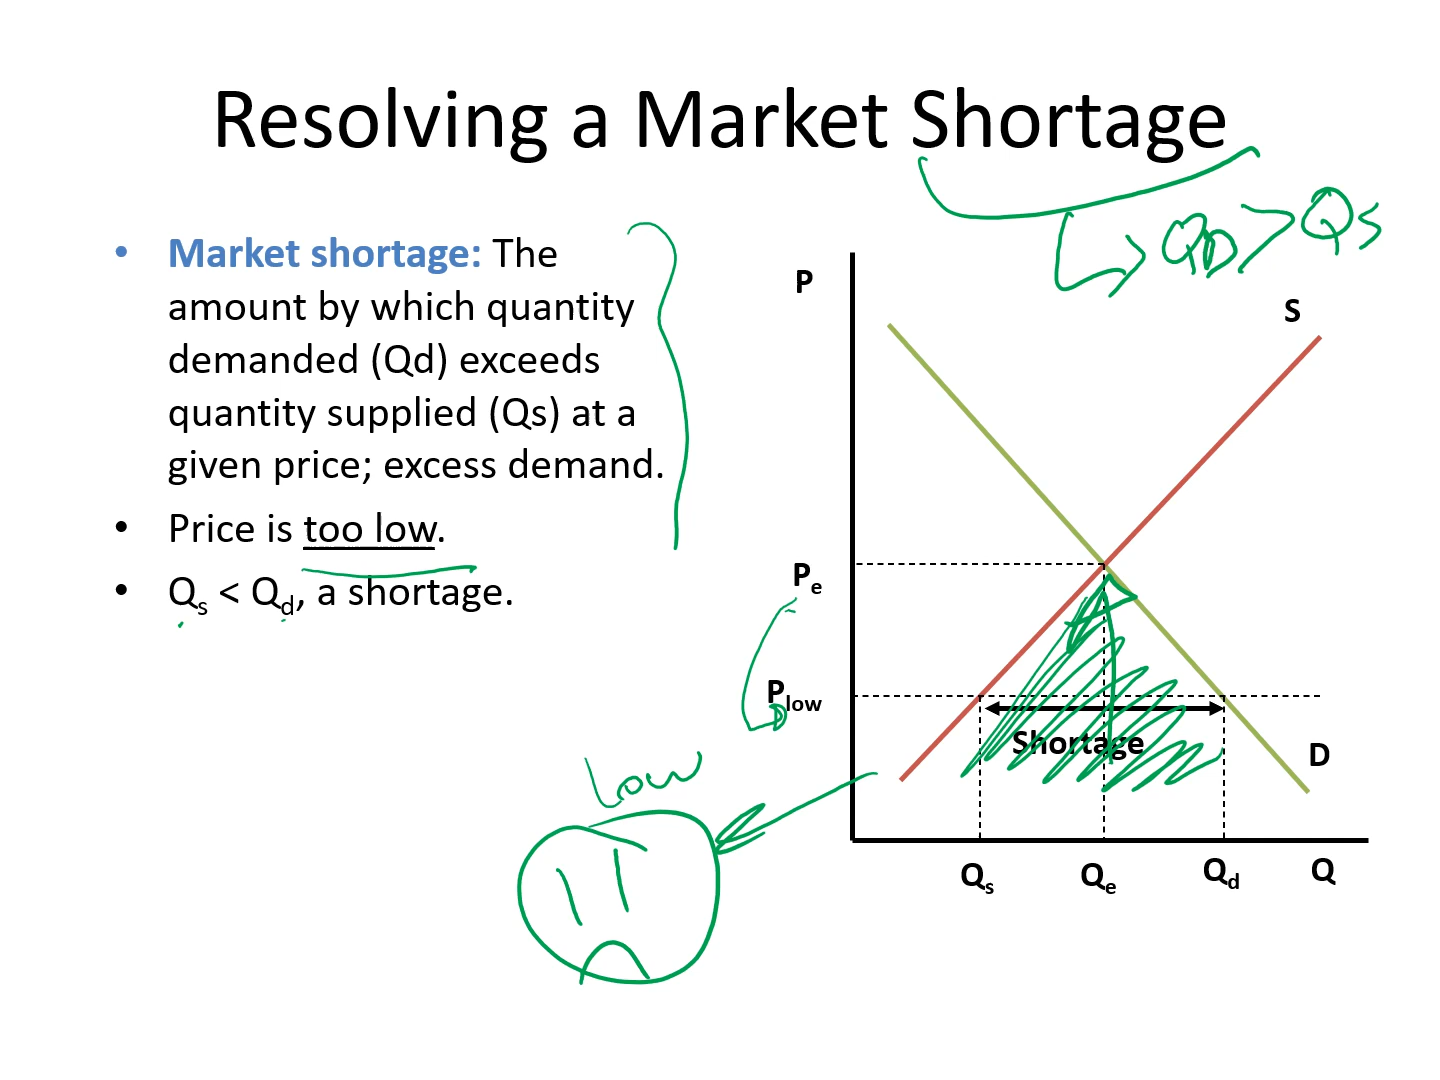 Resolving a Market Shortage
QD > Qs
• Market shortage: The
amount by which quantity
demanded (Qd) exceeds
quantity supplied (Qs) at a
given price; excess demand.
• Price is too low.
• Qs < Qd, a shortage.
P
S
Pe
Plow
Shortage
D
Low
Qs Qe Qd Q